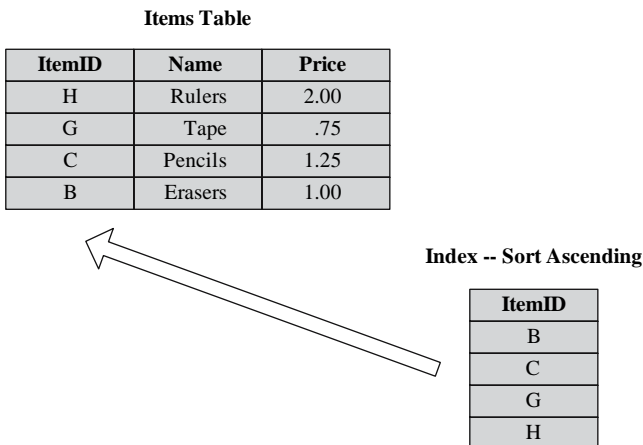 Items Table
ItemID Name Price
H Rulers 2.00
G Tape .75
C Pencils 1.25
B Erasers 1.00
Index -- Sort Ascending
ItemID
B
C
G
H